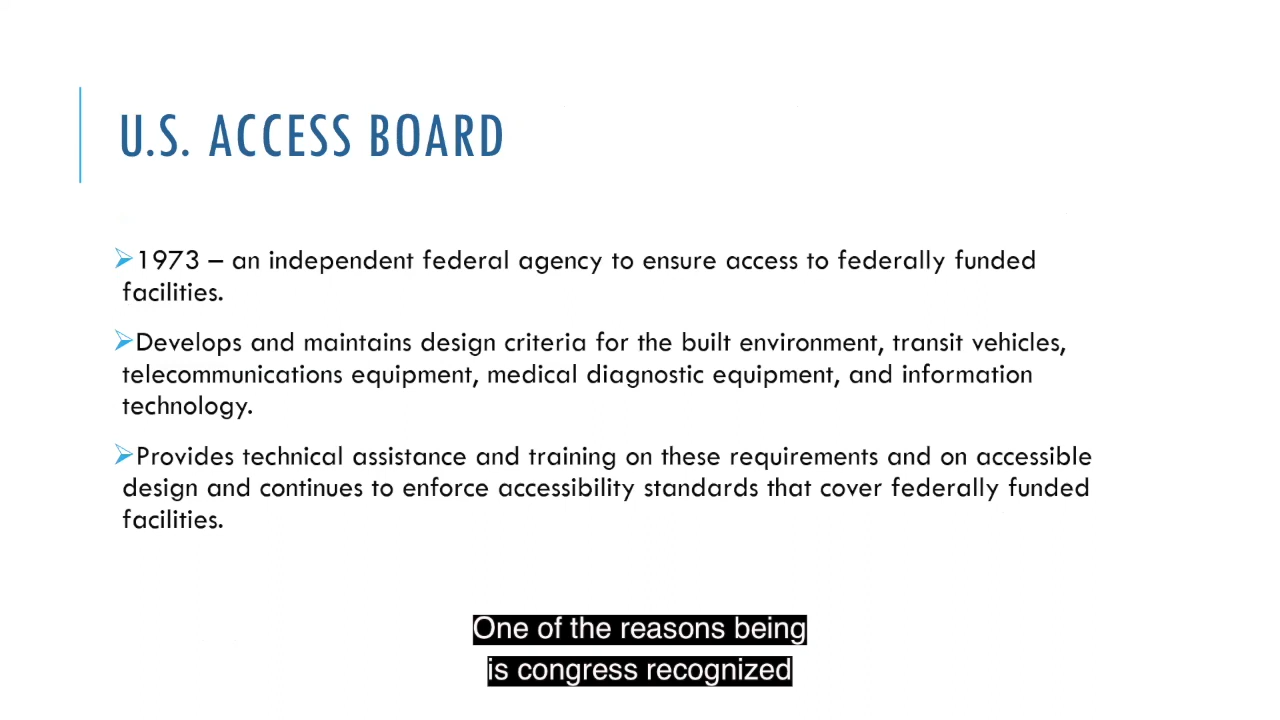 U.S. ACCESS BOARD
➢1973 – an independent federal agency to ensure access to federally funded
facilities.
➢Develops and maintains design criteria for the built environment, transit vehicles,
telecommunications equipment, medical diagnostic equipment, and information
technology.
➢Provides technical assistance and training on these requirements and on accessible
design and continues to enforce accessibility standards that cover federally funded
facilities.
One of the reasons being
is congress recognized